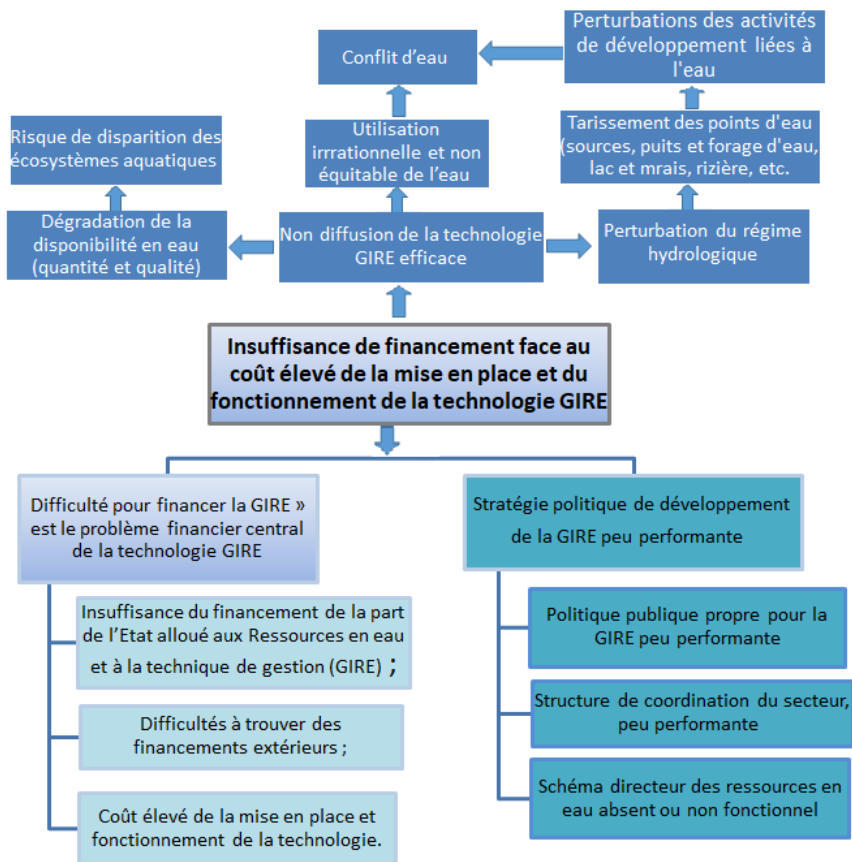 Perturbations des activités
de développement liées à
l'eau
Conflit d'eau
Risque de disparition des
écosystèmes aquatiques
Utilisation
irrrationnelle et non
équitable de l'eau
Tarissement des points d'eau
(sources, puits et forage d'eau,
lac et mrais, rizière, etc.
Dégradation de la
disponibilité en eau
(quantité et qualité)
Non diffusion de la technologie
GIRE efficace
Perturbation du régime
hydrologique
Insuffisance de financement face au
coût élevé de la mise en place et du
fonctionnement de la technologie GIRE
Difficulté pour financer la GIRE »
est le problème financier central
de la technologie GIRE
Insuffisance du financement de la part
de l'Etat alloué aux Ressources en eau
et à la technique de gestion (GIRE) ;
Difficultés à trouver des
financements extérieurs ;
Coût élevé de la mise en place et
fonctionnement de la technologie.
Stratégie politique de développement
de la GIRE peu performante
Politique publique propre pour la
GIRE peu performante
Structure de coordination du secteur,
peu performante
Schéma directeur des ressources en
eau absent ou non fonctionnel